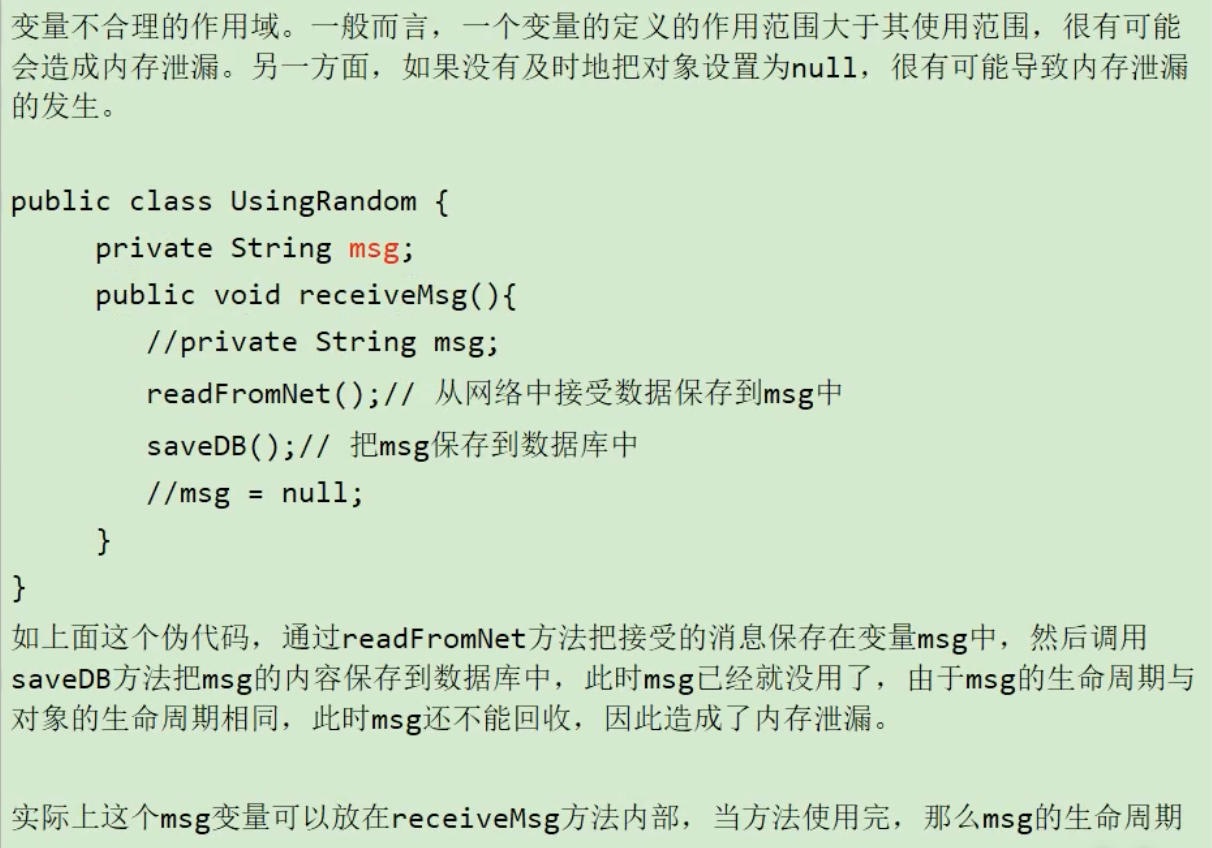 变量不合理的作用域。一般而言，一个变量的定义的作用范围大于其使用范围，很有可能
会造成内存泄漏。另一方面，如果没有及时地把对象设置为null，很有可能导致内存泄漏
的发生。
public class UsingRandom {
private String msg;
public void receiveMsg(){
//private String msg;
readFromNet();// 从网络中接受数据保存到msg中
saveDB();// 把msg保存到数据库中
//msg = null;
}
}
如上面这个伪代码，通过readFromNet方法把接受的消息保存在变量msg中，然后调用
saveDB方法把msg的内容保存到数据库中，此时msg已经就没用了，由于msg的生命周期与
对象的生命周期相同，此时msg还不能回收，因此造成了内存泄漏。
实际上这个msg变量可以放在receiveMsg方法内部，当方法使用完，那么msg的生命周期